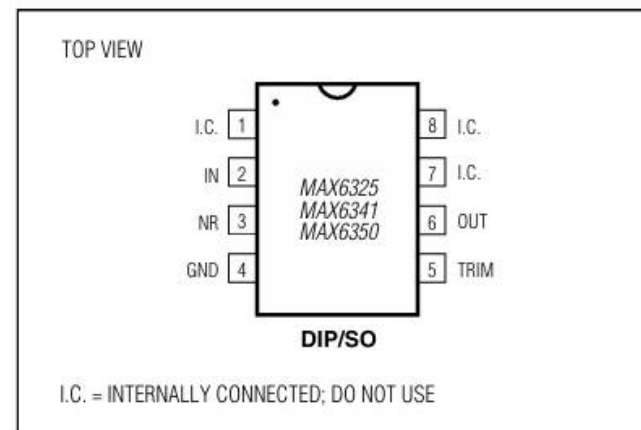 TOP VIEW
I.C. 1
8 I.C.
IN 2
7 I.C.
MAX6325
MAX6341
MAX6350
NR 3
6 OUT
GND 4
5 TRIM
DIP/SO
I.C. = INTERNALLY CONNECTED; DO NOT USE